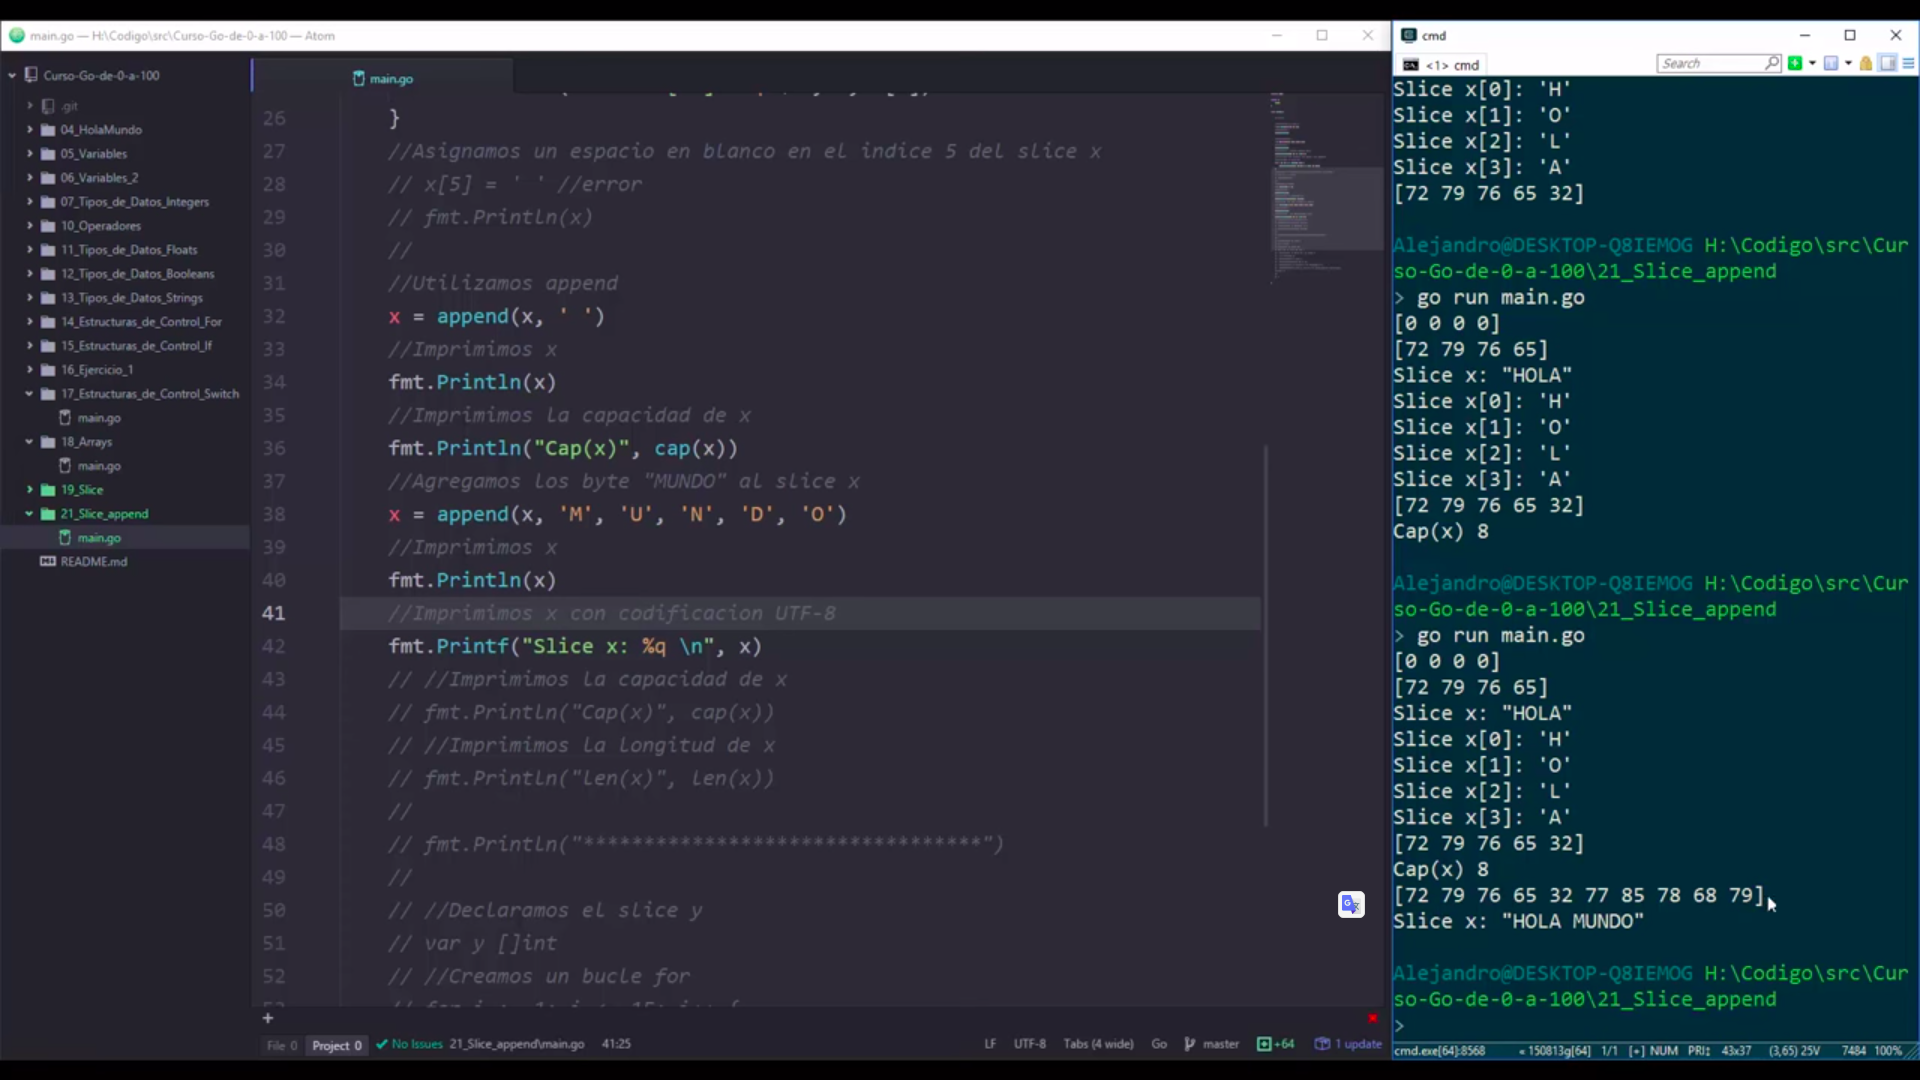 main.go — H:\Codigo\src\Curso-Go-de-0-a-100 — Atom
Curso-Go-de-0-a-100
.git
04_HolaMundo
05_Variables
06_Variables_2
07_Tipos_de_Datos_Integers
10_Operadores
11_Tipos_de_Datos_Floats
12_Tipos_de_Datos_Booleans
13_Tipos_de_Datos_Strings
14_Estructuras_de_Control_For
15_Estructuras_de_Control_If
16_Ejercicio_1
17_Estructuras_de_Control_Switch
main.go
18_Arrays
main.go
19_Slice
21_Slice_append
main.go
README.md
main.go
26 }
27 //Asignamos un espacio en blanco en el indice 5 del slice x
28 // x[5] = ' ' //error
29 // fmt.Println(x)
30 //
31 //Utilizamos append
32 x = append(x, ' ')
33 //Imprimimos x
34 fmt.Println(x)
35 //Imprimimos la capacidad de x
36 fmt.Println("Cap(x)", cap(x))
37 //Agregamos los byte "MUNDO" al slice x
38 x = append(x, 'M', 'U', 'N', 'D', 'O')
39 //Imprimimos x
40 fmt.Println(x)
41 //Imprimimos x con codificacion UTF-8
42 fmt.Printf("Slice x: %q \n", x)
43 // //Imprimimos la capacidad de x
44 // fmt.Println("Cap(x)", cap(x))
45 // //Imprimimos la longitud de x
46 // fmt.Println("len(x)", len(x))
47 //
48 // fmt.Println("*********************************")
49 //
50 // //Declaramos el slice y
51 // var y []int
52 // //Creamos un bucle for
File 0 Project 0 No Issues 21_Slice_append\main.go 41:25 LF UTF-8 Tabs (4 wide) Go master +64 1 update
cmd
<1> cmd Search
Slice x[0]: 'H'
Slice x[1]: 'O'
Slice x[2]: 'L'
Slice x[3]: 'A'
[72 79 76 65 32]
Alejandro@DESKTOP-Q8IEMOG H:\Codigo\src\Cur
so-Go-de-0-a-100\21_Slice_append
> go run main.go
[0 0 0 0]
[72 79 76 65]
Slice x: "HOLA"
Slice x[0]: 'H'
Slice x[1]: 'O'
Slice x[2]: 'L'
Slice x[3]: 'A'
[72 79 76 65 32]
Cap(x) 8
Alejandro@DESKTOP-Q8IEMOG H:\Codigo\src\Cur
so-Go-de-0-a-100\21_Slice_append
> go run main.go
[0 0 0 0]
[72 79 76 65]
Slice x: "HOLA"
Slice x[0]: 'H'
Slice x[1]: 'O'
Slice x[2]: 'L'
Slice x[3]: 'A'
[72 79 76 65 32]
Cap(x) 8
[72 79 76 65 32 77 85 78 68 79]
Slice x: "HOLA MUNDO"
Alejandro@DESKTOP-Q8IEMOG H:\Codigo\src\Cur
so-Go-de-0-a-100\21_Slice_append
>
cmd.exe[64]:8568 « 150813g[64] 1/1 [+] NUM PRI↕ 43x37 (3,65) 25V 7484 100%